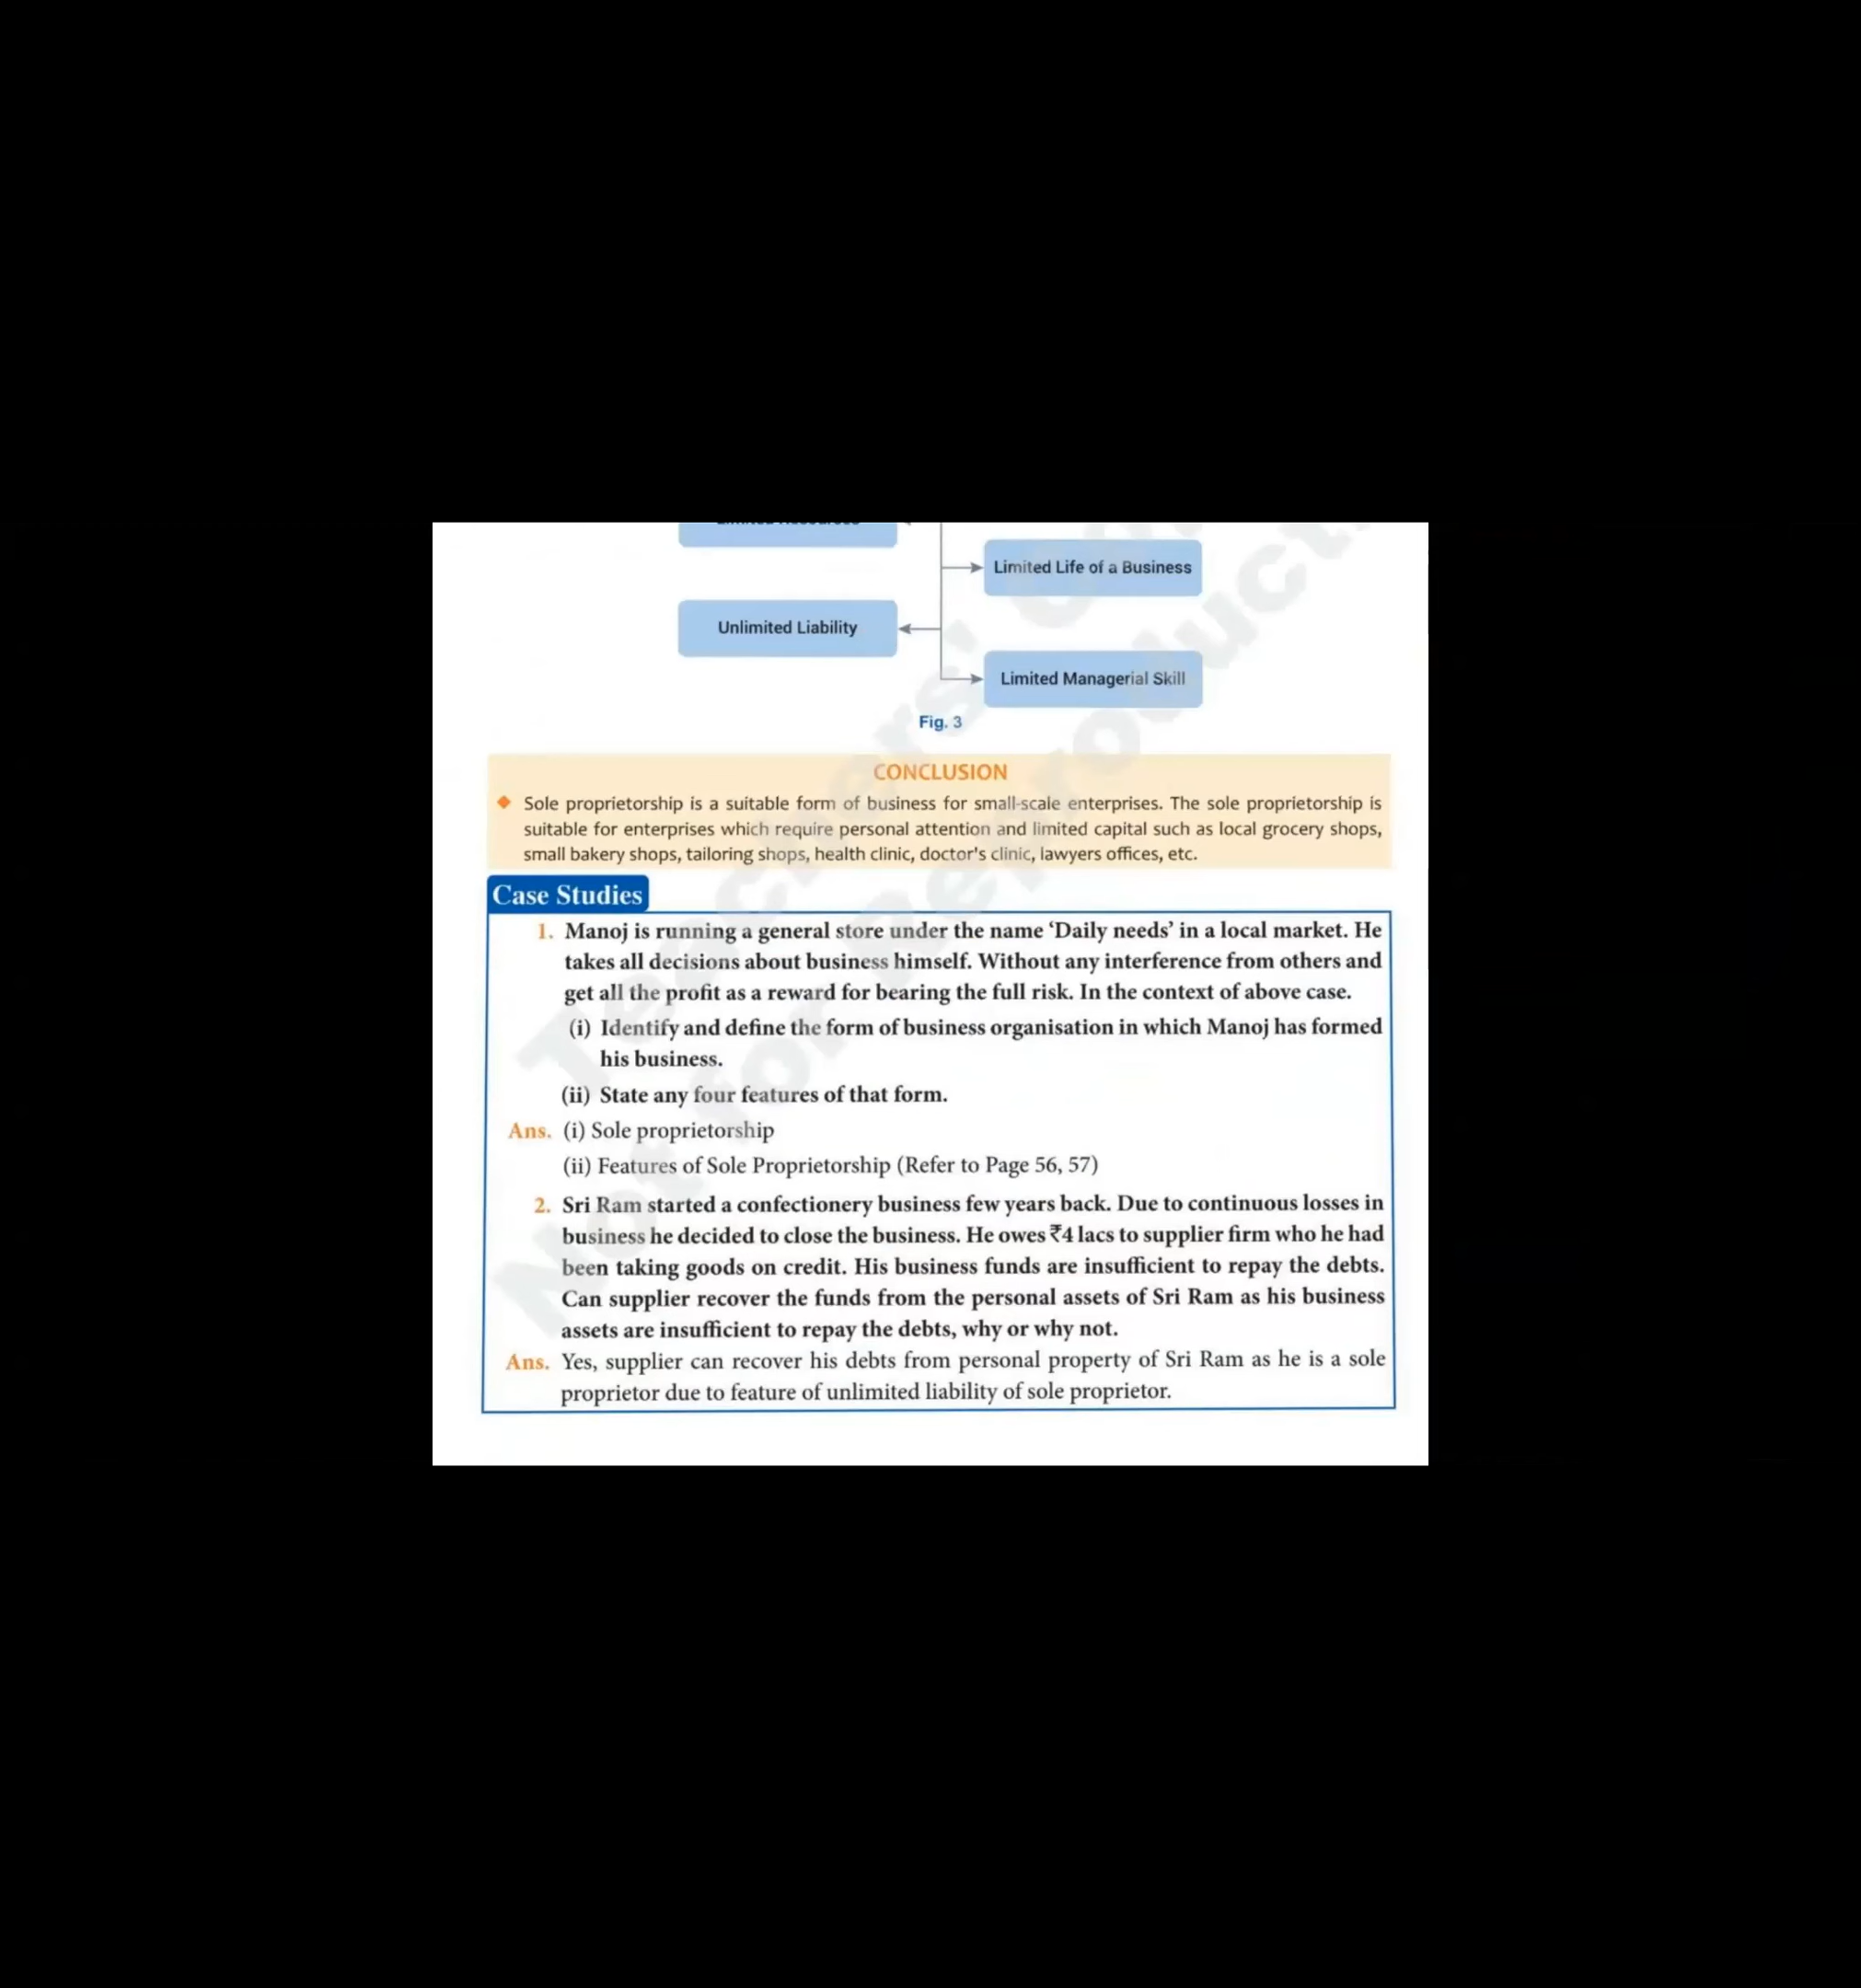 Limited Life of a Business
Unlimited Liability
Limited Managerial Skill
Fig. 3
CONCLUSION
◆ Sole proprietorship is a suitable form of business for small-scale enterprises. The sole proprietorship is
suitable for enterprises which require personal attention and limited capital such as local grocery shops,
small bakery shops, tailoring shops, health clinic, doctor's clinic, lawyers offices, etc.
Case Studies
1. Manoj is running a general store under the name ‘Daily needs’ in a local market. He
takes all decisions about business himself. Without any interference from others and
get all the profit as a reward for bearing the full risk. In the context of above case.
(i) Identify and define the form of business organisation in which Manoj has formed
his business.
(ii) State any four features of that form.
Ans. (i) Sole proprietorship
(ii) Features of Sole Proprietorship (Refer to Page 56, 57)
2. Sri Ram started a confectionery business few years back. Due to continuous losses in
business he decided to close the business. He owes ₹4 lacs to supplier firm who he had
been taking goods on credit. His business funds are insufficient to repay the debts.
Can supplier recover the funds from the personal assets of Sri Ram as his business
assets are insufficient to repay the debts, why or why not.
Ans. Yes, supplier can recover his debts from personal property of Sri Ram as he is a sole
proprietor due to feature of unlimited liability of sole proprietor.
Teachers'
Not for